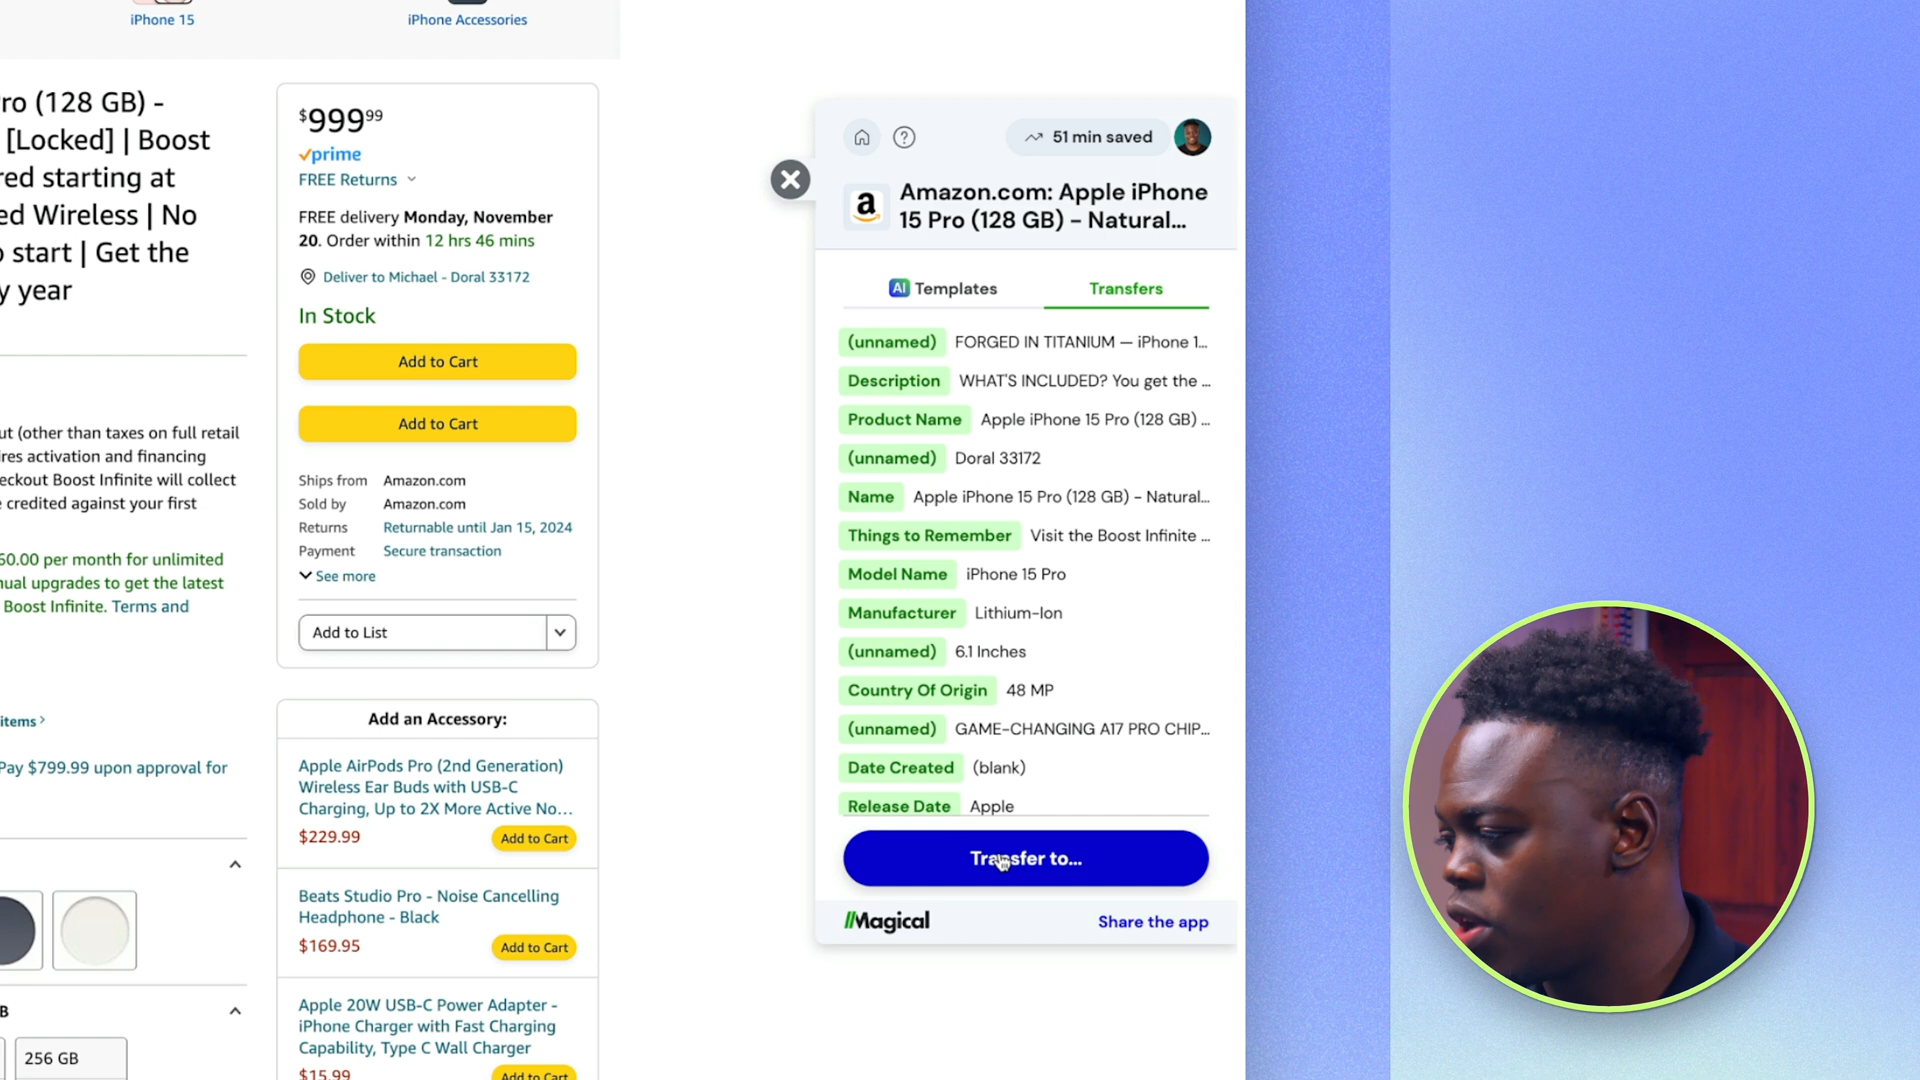 iPhone 15
iPhone Accessories
ro (128 GB) -
[Locked] | Boost
red starting at
ed Wireless | No
o start | Get the
y year
ut (other than taxes on full retail
ires activation and financing
eckout Boost Infinite will collect
e credited against your first
60.00 per month for unlimited
nual upgrades to get the latest
Boost Infinite. Terms and
items ›
Pay $799.99 upon approval for
B
256 GB
$999 99
prime
FREE Returns
FREE delivery Monday, November
20. Order within 12 hrs 46 mins
Deliver to Michael - Doral 33172
In Stock
Add to Cart
Add to Cart
Ships from Amazon.com
Sold by Amazon.com
Returns Returnable until Jan 15, 2024
Payment Secure transaction
See more
Add to List
Add an Accessory:
Apple AirPods Pro (2nd Generation)
Wireless Ear Buds with USB-C
Charging, Up to 2X More Active No...
$229.99 Add to Cart
Beats Studio Pro - Noise Cancelling
Headphone - Black
$169.95 Add to Cart
Apple 20W USB-C Power Adapter -
iPhone Charger with Fast Charging
Capability, Type C Wall Charger
$15.99 Add to Cart
51 min saved
a
Amazon.com: Apple iPhone
15 Pro (128 GB) - Natural...
AI Templates
Transfers
(unnamed) FORGED IN TITANIUM — iPhone 1...
Description WHAT'S INCLUDED? You get the ...
Product Name Apple iPhone 15 Pro (128 GB) ...
(unnamed) Doral 33172
Name Apple iPhone 15 Pro (128 GB) - Natural...
Things to Remember Visit the Boost Infinite ...
Model Name iPhone 15 Pro
Manufacturer Lithium-Ion
(unnamed) 6.1 Inches
Country Of Origin 48 MP
(unnamed) GAME-CHANGING A17 PRO CHIP...
Date Created (blank)
Release Date Apple
Transfer to...
Magical
Share the app